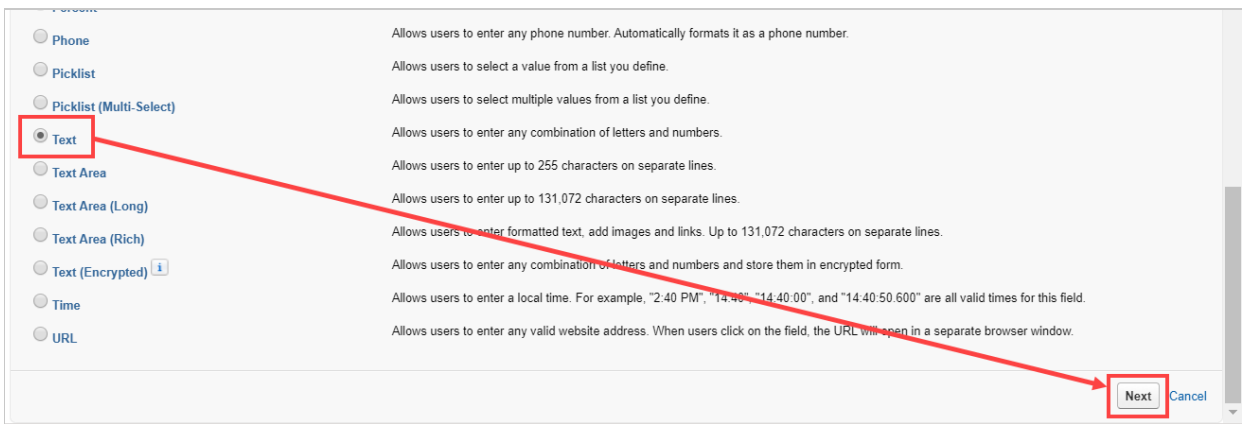 Phone Allows users to enter any phone number. Automatically formats it as a phone number.
Picklist Allows users to select a value from a list you define.
Picklist (Multi-Select) Allows users to select multiple values from a list you define.
Text Allows users to enter any combination of letters and numbers.
Text Area Allows users to enter up to 255 characters on separate lines.
Text Area (Long) Allows users to enter up to 131,072 characters on separate lines.
Text Area (Rich) Allows users to enter formatted text, add images and links. Up to 131,072 characters on separate lines.
Text (Encrypted) i Allows users to enter any combination of letters and numbers and store them in encrypted form.
Time Allows users to enter a local time. For example, "2:40 PM", "14:40", "14:40:00", and "14:40:50.600" are all valid times for this field.
URL Allows users to enter any valid website address. When users click on the field, the URL will open in a separate browser window.
Next Cancel